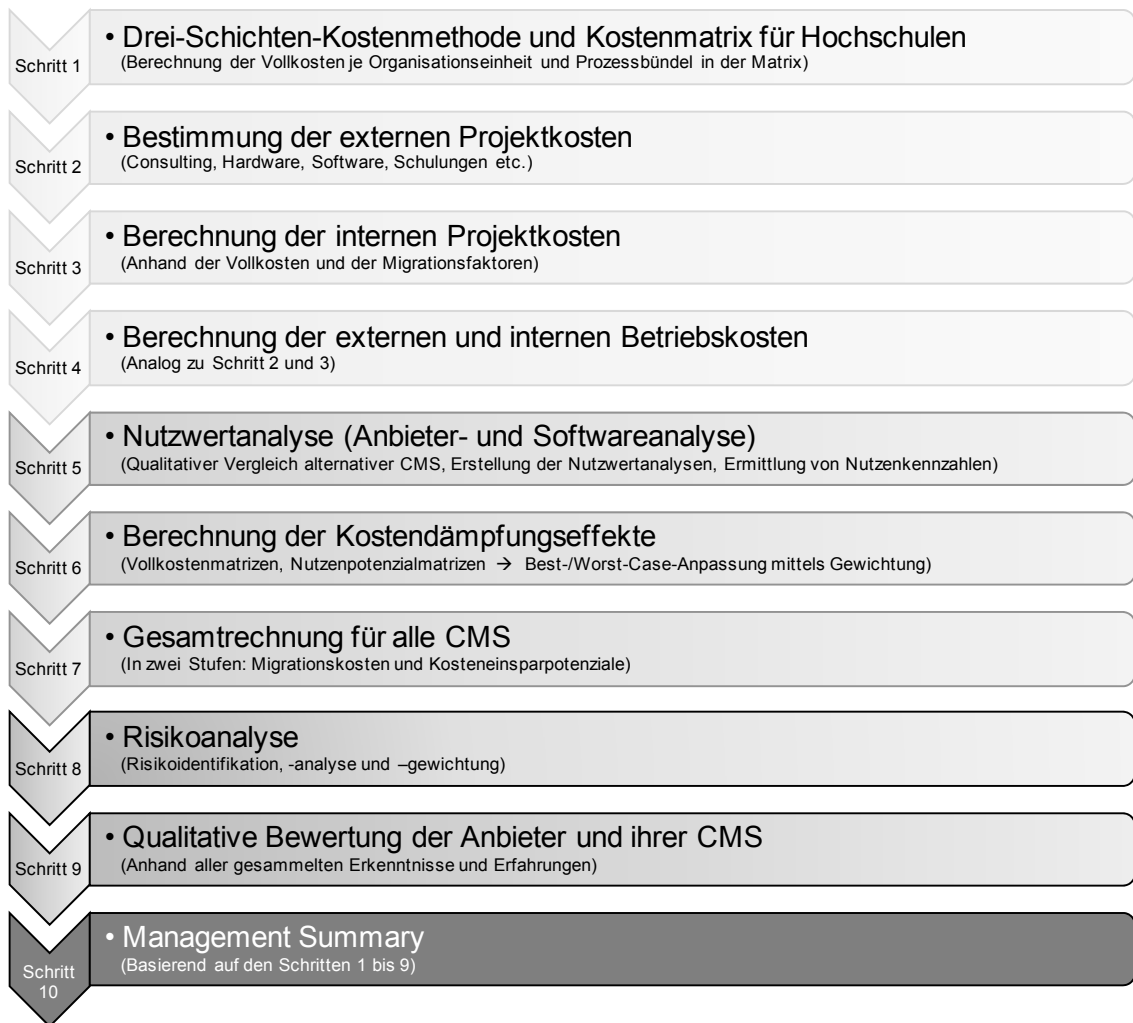 Schritt 1
• Drei-Schichten-Kostenmethode und Kostenmatrix für Hochschulen
(Berechnung der Vollkosten je Organisationseinheit und Prozessbündel in der Matrix)
Schritt 2
• Bestimmung der externen Projektkosten
(Consulting, Hardware, Software, Schulungen etc.)
Schritt 3
• Berechnung der internen Projektkosten
(Anhand der Vollkosten und der Migrationsfaktoren)
Schritt 4
• Berechnung der externen und internen Betriebskosten
(Analog zu Schritt 2 und 3)
Schritt 5
• Nutzwertanalyse (Anbieter- und Softwareanalyse)
(Qualitativer Vergleich alternativer CMS, Erstellung der Nutzwertanalysen, Ermittlung von Nutzenkennzahlen)
Schritt 6
• Berechnung der Kostendämpfungseffekte
(Vollkostenmatrizen, Nutzenpotenzialmatrizen → Best-/Worst-Case-Anpassung mittels Gewichtung)
Schritt 7
• Gesamtrechnung für alle CMS
(In zwei Stufen: Migrationskosten und Kosteneinsparpotenziale)
Schritt 8
• Risikoanalyse
(Risikoidentifikation, -analyse und –gewichtung)
Schritt 9
• Qualitative Bewertung der Anbieter und ihrer CMS
(Anhand aller gesammelten Erkenntnisse und Erfahrungen)
Schritt
10
• Management Summary
(Basierend auf den Schritten 1 bis 9)